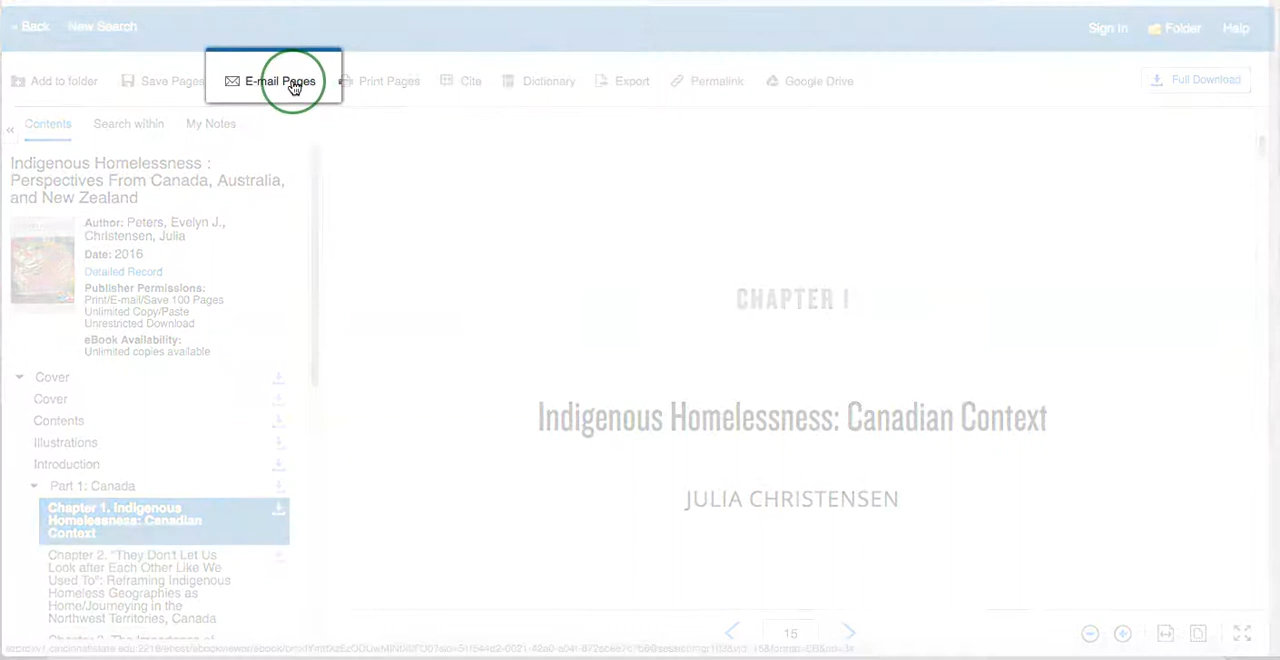 « Back New Search Sign In Folder Help
Add to folder Save Pages E-mail Pages Print Pages Cite Dictionary Export Permalink Google Drive Full Download
« Contents Search within My Notes
Indigenous Homelessness :
Perspectives From Canada, Australia,
and New Zealand
Author: Peters, Evelyn J.,
Christensen, Julia
Date: 2016
Detailed Record
Publisher Permissions:
Print/E-mail/Save 100 Pages
Unlimited Copy/Paste
Unrestricted Download
eBook Availability:
Unlimited copies available
Cover
Cover
Contents
Illustrations
Introduction
Part 1: Canada
Chapter 1. Indigenous
Homelessness: Canadian
Context
Chapter 2. "They Don't Let Us
Look after Each Other Like We
Used To": Reframing Indigenous
Homeless Geographies as
Home/Journeying in the
Northwest Territories, Canada
Chapter 3. The Importance of
CHAPTER 1
Indigenous Homelessness: Canadian Context
JULIA CHRISTENSEN
15